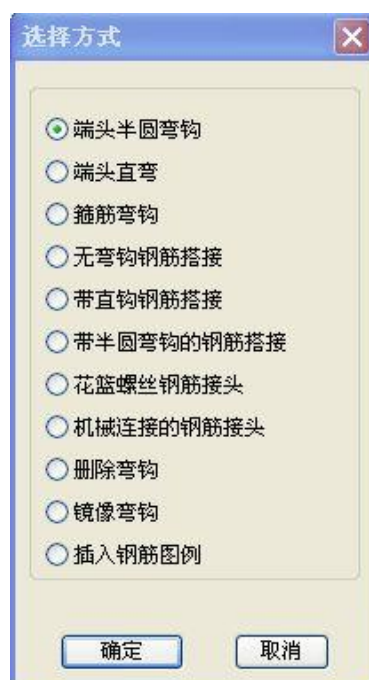 选择方式
端头半圆弯钩
端头直弯
箍筋弯钩
无弯钩钢筋搭接
带直钩钢筋搭接
带半圆弯钩的钢筋搭接
花篮螺丝钢筋接头
机械连接的钢筋接头
删除弯钩
镜像弯钩
插入钢筋图例
确定 取消